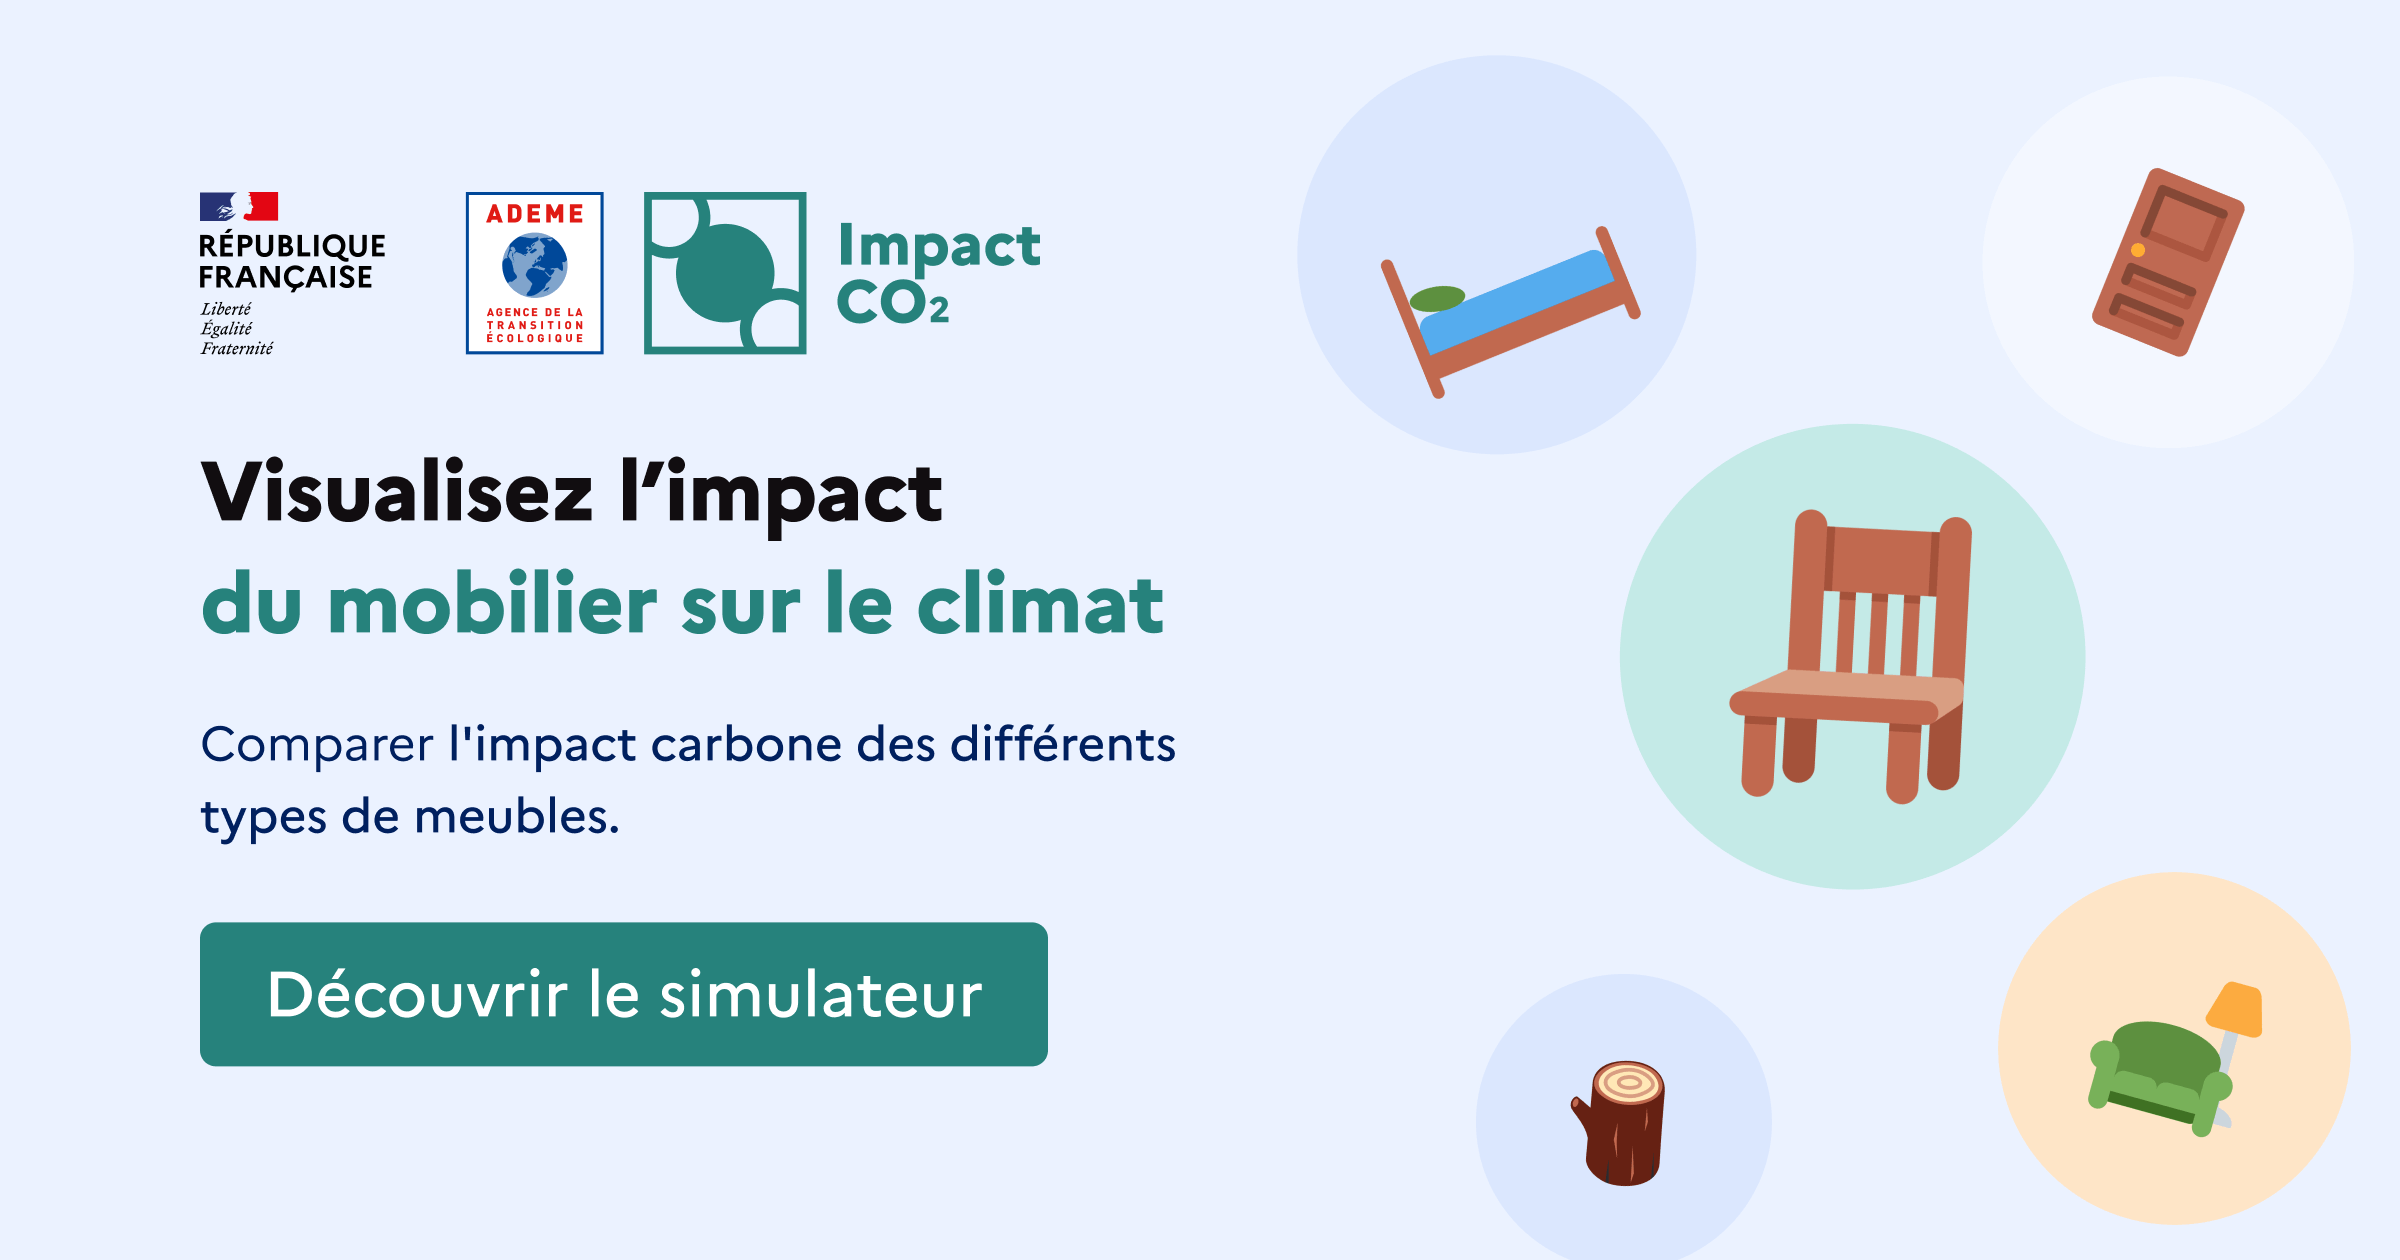 RÉPUBLIQUE
FRANÇAISE
Liberté
Égalité
Fraternité
ADEME
AGENCE DE LA
TRANSITION
ÉCOLOGIQUE
Impact
CO₂
Visualisez l’impact
du mobilier sur le climat
Comparer l'impact carbone des différents
types de meubles.
Découvrir le simulateur